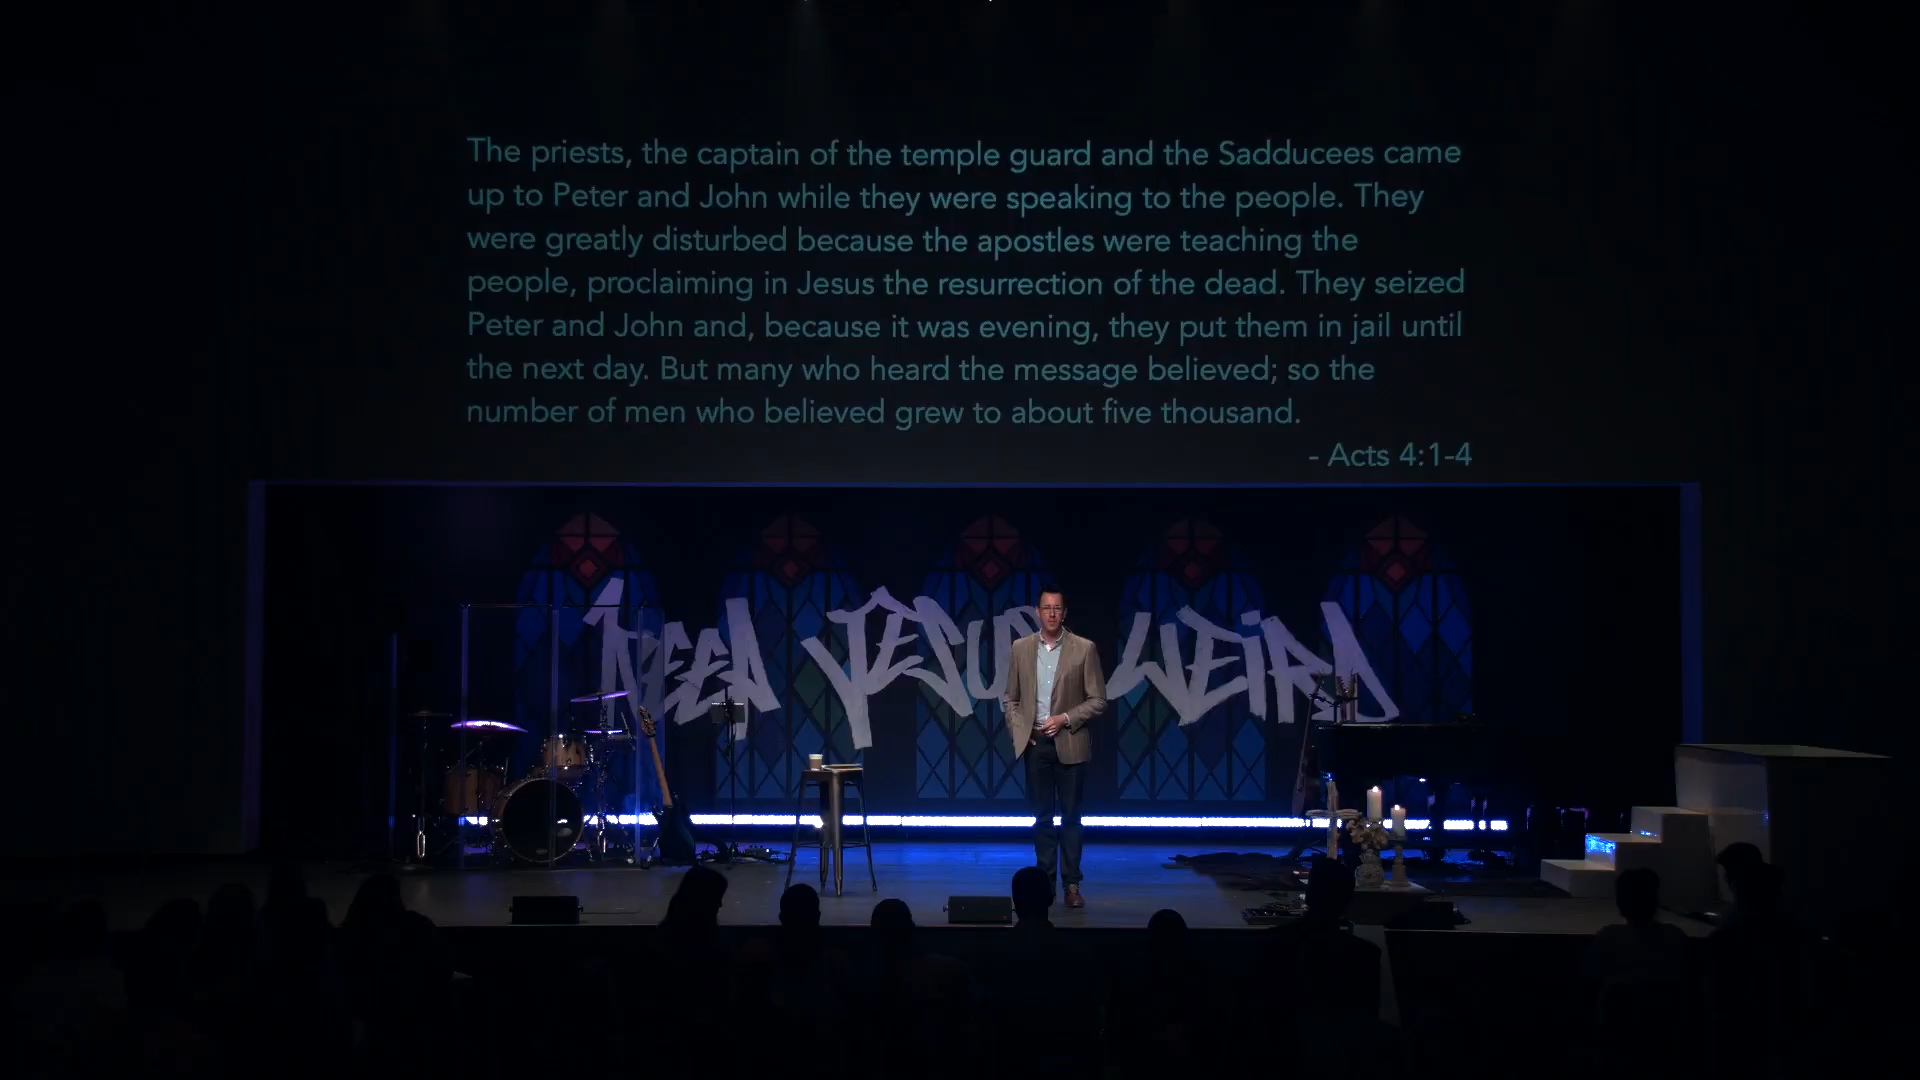 The priests, the captain of the temple guard and the Sadducees came
up to Peter and John while they were speaking to the people. They
were greatly disturbed because the apostles were teaching the
people, proclaiming in Jesus the resurrection of the dead. They seized
Peter and John and, because it was evening, they put them in jail until
the next day. But many who heard the message believed; so the
number of men who believed grew to about five thousand.
- Acts 4:1-4
KEEP JESUS WEIRD